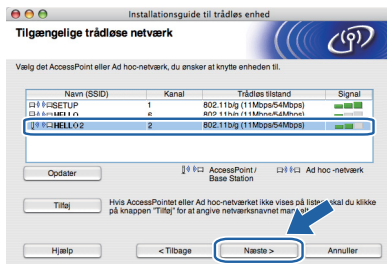 Installationsguide til trådløs enhed
Tilgængelige trådløse netværk
Vælg det AccessPoint eller Ad hoc-netværk, du ønsker at knytte enheden til.
Navn (SSID) Kanal Trådløs tilstand Signal
SETUP 1 802.11b/g (11Mbps/54Mbps)
HELLO 6 802.11b/g (11Mbps/54Mbps)
HELLO2 2 802.11b/g (11Mbps/54Mbps)
Opdater
AccessPoint / Base Station
Ad hoc -netværk
Tilføj
Hvis AccessPointet eller Ad hoc-netværket ikke vises på listen skal du klikke
på knappen "Tilføj" for at angive netværksnavnet
Hjælp
< Tilbage
Næste >
Annuller